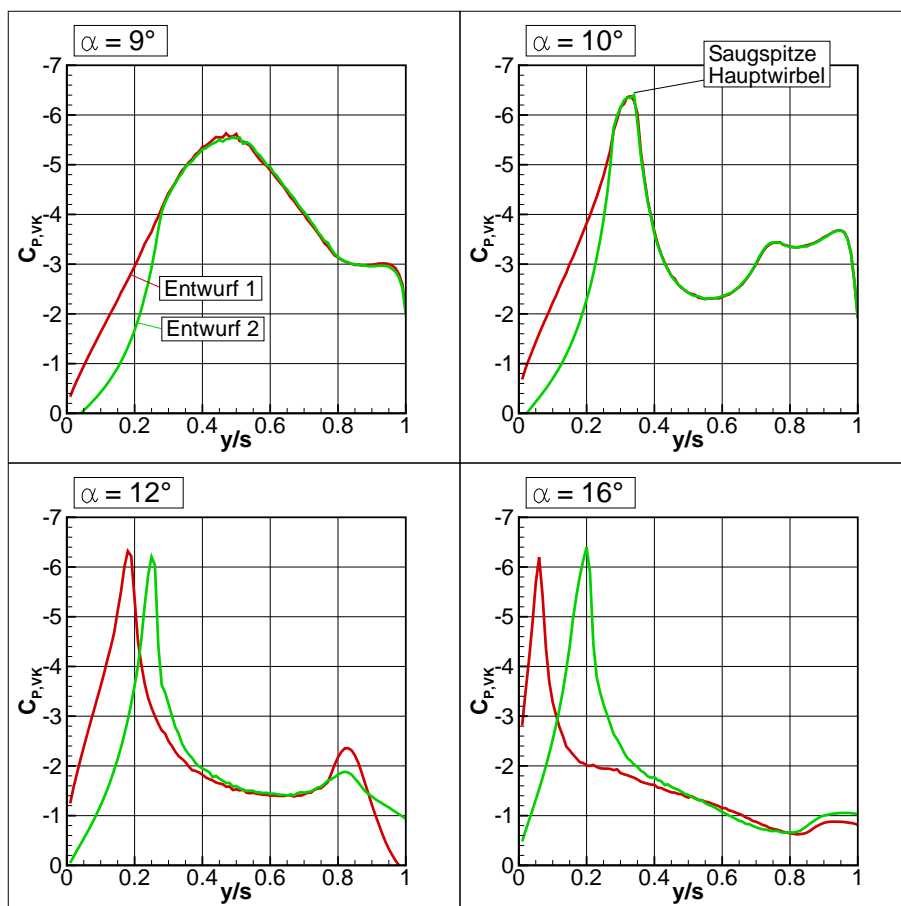 α = 9°
-7
-6
-5
-4
-3
-2
-1
0
C_P,VK
Entwurf 1
Entwurf 2
0 0.2 0.4 0.6 0.8 1
y/s
α = 10°
Saugspitze
Hauptwirbel
-7
-6
-5
-4
-3
-2
-1
0
C_P,VK
0 0.2 0.4 0.6 0.8 1
y/s
α = 12°
-7
-6
-5
-4
-3
-2
-1
0
C_P,VK
0 0.2 0.4 0.6 0.8 1
y/s
α = 16°
-7
-6
-5
-4
-3
-2
-1
0
C_P,VK
0 0.2 0.4 0.6 0.8 1
y/s